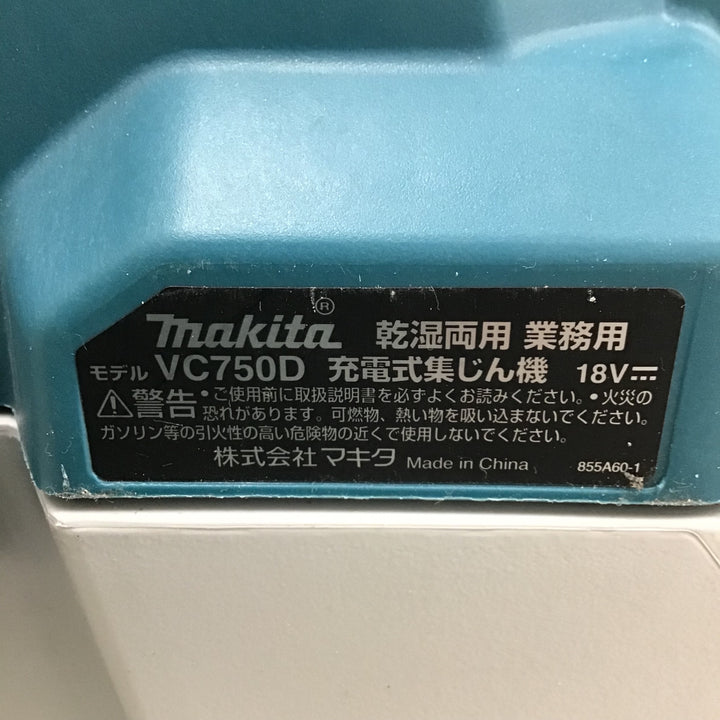 makita® 乾湿両用 業務用
モデル VC750D 充電式集じん機 18V⎓
⚠警告 ・ご使用前に取扱説明書を必ずよくお読みください。・火災の
恐れがあります。可燃物、熱い物を吸い込まないでください。
ガソリン等の引火性の高い危険物の近くで使用しないでください。
株式会社マキタ Made in China 855A60-1